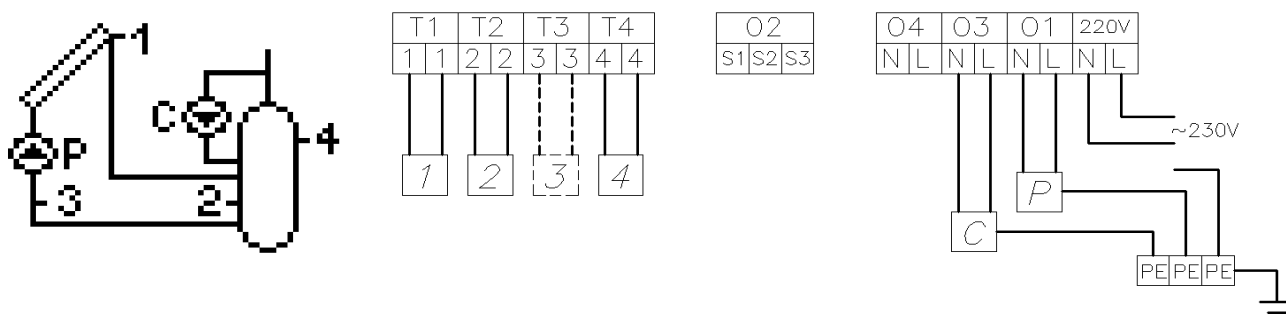 1
C
P
4
3
2
T1 T2 T3 T4
1 1 2 2 3 3 4 4
1 2 3 4
O2
S1 S2 S3
O4 O3 O1 220V
N L N L N L N L
~230V
P
C
PE PE PE